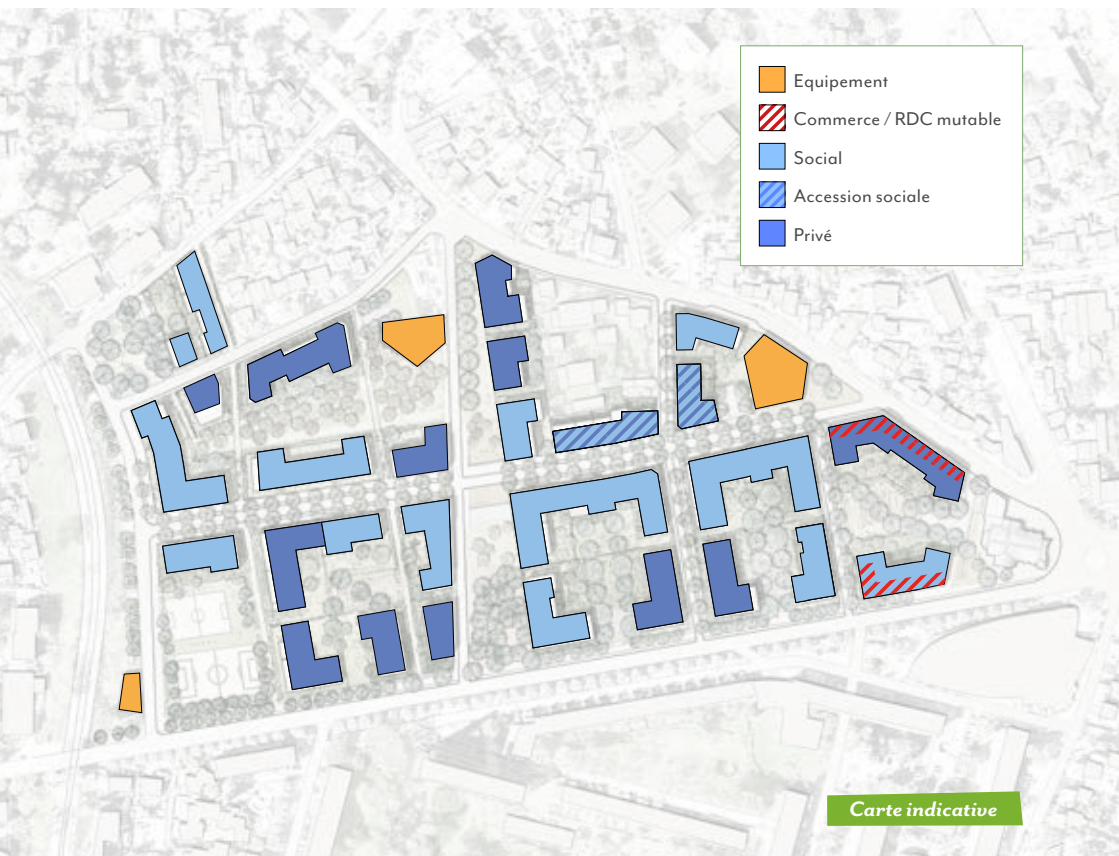 Equipement
Commerce / RDC mutable
Social
Accession sociale
Privé
Carte indicative